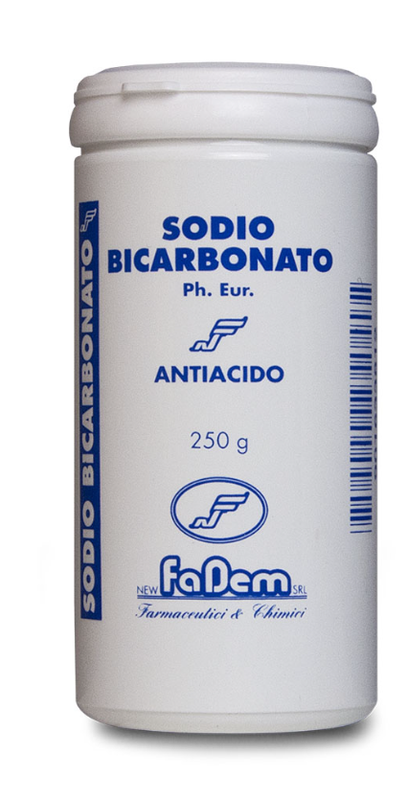 SODIO
BICARBONATO
Ph. Eur.
ANTIACIDO
250 g
NEW FaDem SRL
Farmaceutici & Chimici
SODIO BICARBONATO